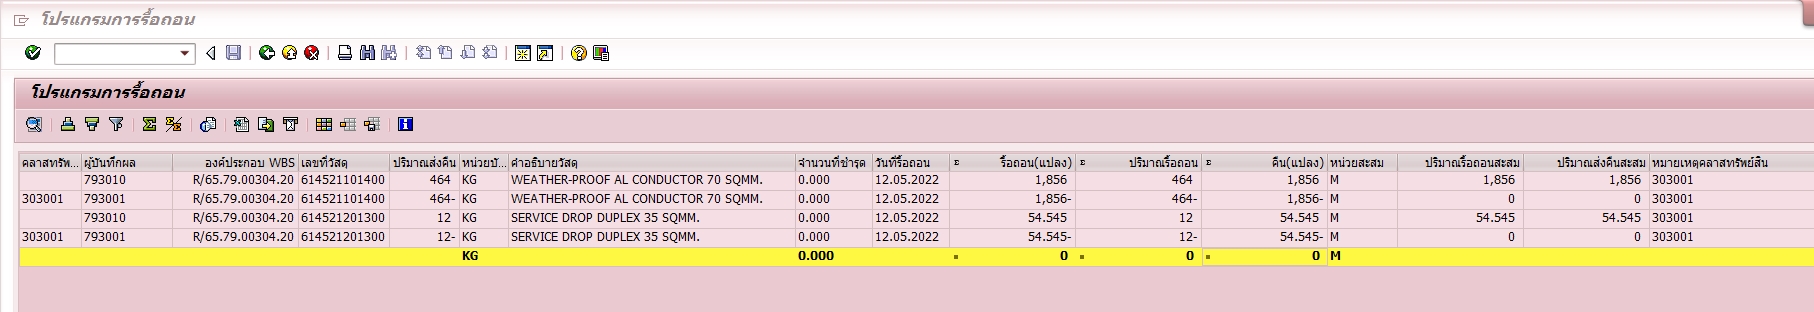 โปรแกรมการรื้อถอน
โปรแกรมการรื้อถอน
คลาสทรัพ... ผู้บันทึกผล องค์ประกอบ WBS เลขที่วัสดุ ปริมาณส่งคืน หน่วยบั... คำอธิบายวัสดุ จำนวนที่ชำรุด วันที่รื้อถอน Σ รื้อถอน(แปลง) Σ ปริมาณรื้อถอน Σ คืน(แปลง) หน่วยสะสม ปริมาณรื้อถอนสะสม ปริมาณส่งคืนสะสม หมายเหตุคลาสทรัพย์สิน
793010 R/65.79.00304.20 614521101400 464 KG WEATHER-PROOF AL CONDUCTOR 70 SQMM. 0.000 12.05.2022 1,856 464 1,856 M 1,856 1,856 303001
303001 793001 R/65.79.00304.20 614521101400 464- KG WEATHER-PROOF AL CONDUCTOR 70 SQMM. 0.000 12.05.2022 1,856- 464- 1,856- M 0 0 303001
793010 R/65.79.00304.20 614521201300 12 KG SERVICE DROP DUPLEX 35 SQMM. 0.000 12.05.2022 54.545 12 54.545 M 54.545 54.545 303001
303001 793001 R/65.79.00304.20 614521201300 12- KG SERVICE DROP DUPLEX 35 SQMM. 0.000 12.05.2022 54.545- 12- 54.545- M 0 0 303001
KG 0.000 0 0 0 M